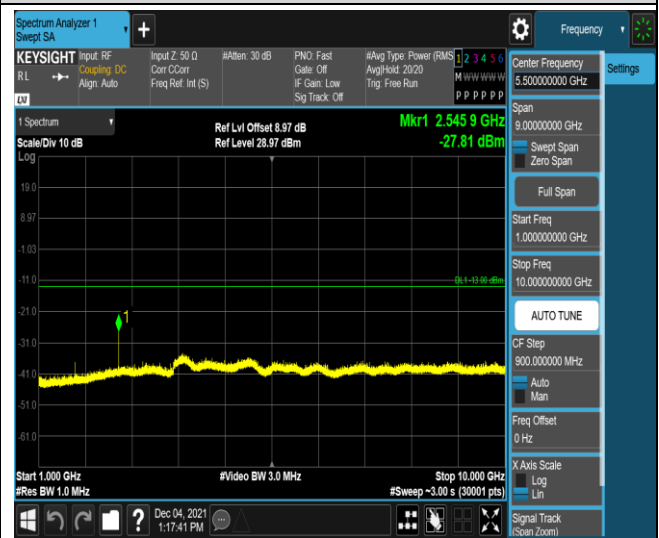 Spectrum Analyzer 1
Swept SA
+
Frequency
KEYSIGHT
RL
LXI
Input: RF
Coupling: DC
Align: Auto
Input Z: 50 Ω
Corr CCorr
Freq Ref: Int (S)
#Atten: 30 dB
PNO: Fast
Gate: Off
IF Gain: Low
Sig Track: Off
#Avg Type: Power (RMS
Avg|Hold: 20/20
Trig: Free Run
1 2 3 4 5 6
M W W W W W
P P P P P P
1 Spectrum
Scale/Div 10 dB
Log
Ref Lvl Offset 8.97 dB
Ref Level 28.97 dBm
Mkr1 2.545 9 GHz
-27.81 dBm
19.0
8.97
-1.03
-11.0
DL1 -13.00 dBm
-21.0
1
-31.0
-41.0
-51.0
-61.0
Start 1.000 GHz
#Res BW 1.0 MHz
#Video BW 3.0 MHz
Stop 10.000 GHz
#Sweep ~3.00 s (30001 pts)
?
Dec 04, 2021
1:17:41 PM
Center Frequency
5.500000000 GHz
Settings
Span
9.00000000 GHz
Swept Span
Zero Span
Full Span
Start Freq
1.000000000 GHz
Stop Freq
10.000000000 GHz
AUTO TUNE
CF Step
900.000000 MHz
Auto
Man
Freq Offset
0 Hz
X Axis Scale
Log
Lin
Signal Track
(Span Zoom)